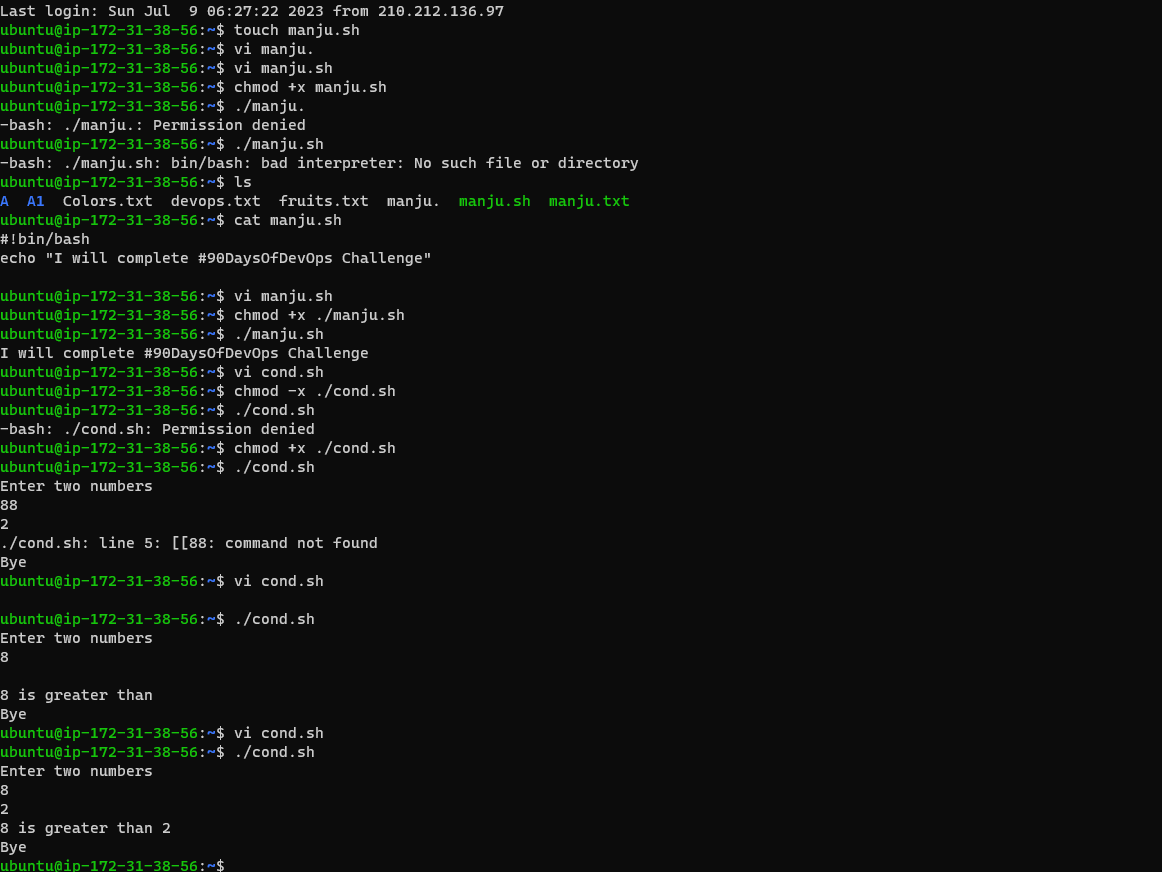 Last login: Sun Jul  9 06:27:22 2023 from 210.212.136.97
ubuntu@ip-172-31-38-56:~$ touch manju.sh
ubuntu@ip-172-31-38-56:~$ vi manju.
ubuntu@ip-172-31-38-56:~$ vi manju.sh
ubuntu@ip-172-31-38-56:~$ chmod +x manju.sh
ubuntu@ip-172-31-38-56:~$ ./manju.
-bash: ./manju.: Permission denied
ubuntu@ip-172-31-38-56:~$ ./manju.sh
-bash: ./manju.sh: bin/bash: bad interpreter: No such file or directory
ubuntu@ip-172-31-38-56:~$ ls
A  A1  Colors.txt  devops.txt  fruits.txt  manju.  manju.sh  manju.txt
ubuntu@ip-172-31-38-56:~$ cat manju.sh
#!bin/bash
echo "I will complete #90DaysOfDevOps Challenge"
ubuntu@ip-172-31-38-56:~$ vi manju.sh
ubuntu@ip-172-31-38-56:~$ chmod +x ./manju.sh
ubuntu@ip-172-31-38-56:~$ ./manju.sh
I will complete #90DaysOfDevOps Challenge
ubuntu@ip-172-31-38-56:~$ vi cond.sh
ubuntu@ip-172-31-38-56:~$ chmod -x ./cond.sh
ubuntu@ip-172-31-38-56:~$ ./cond.sh
-bash: ./cond.sh: Permission denied
ubuntu@ip-172-31-38-56:~$ chmod +x ./cond.sh
ubuntu@ip-172-31-38-56:~$ ./cond.sh
Enter two numbers
88
2
./cond.sh: line 5: [[88: command not found
Bye
ubuntu@ip-172-31-38-56:~$ vi cond.sh
ubuntu@ip-172-31-38-56:~$ ./cond.sh
Enter two numbers
8
8 is greater than
Bye
ubuntu@ip-172-31-38-56:~$ vi cond.sh
ubuntu@ip-172-31-38-56:~$ ./cond.sh
Enter two numbers
8
2
8 is greater than 2
Bye
ubuntu@ip-172-31-38-56:~$